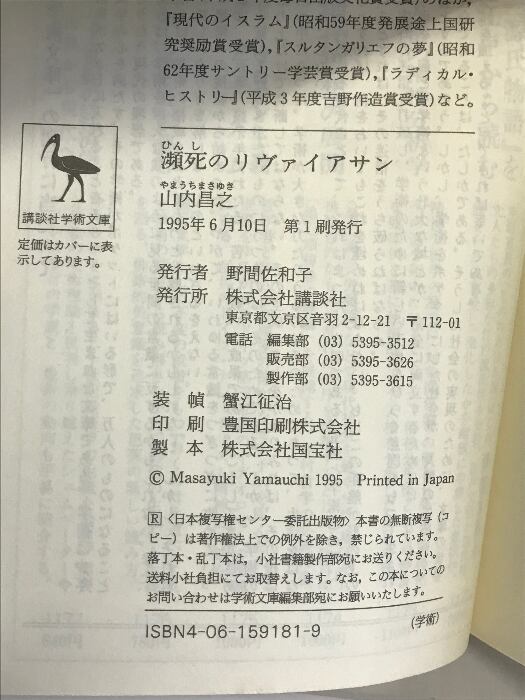 『現代のイスラム』(昭和59年度発展途上国研
究奨励賞受賞),『スルタンガリエフの夢』(昭和
62年度サントリー学芸賞受賞),『ラディカル・
ヒストリー』(平成3年度吉野作造賞受賞)など。
講談社学術文庫
定価はカバーに表
示してあります。
ひんし
瀕死のリヴァイアサン
やまうちまさゆき
山内昌之
1995年6月10日 第1刷発行
発行者 野間佐和子
発行所 株式会社講談社
東京都文京区音羽2-12-21 〒112-01
電話 編集部 (03) 5395-3512
販売部 (03) 5395-3626
製作部 (03) 5395-3615
装 幀 蟹江征治
印 刷 豊国印刷株式会社
製 本 株式会社国宝社
© Masayuki Yamauchi 1995 Printed in Japan
R〈日本複写権センター委託出版物〉本書の無断複写(コ
ピー)は著作権法上での例外を除き,禁じられています。
落丁本・乱丁本は,小社書籍製作部宛にお送りください。
送料小社負担にてお取替えします。なお,この本についての
お問い合わせは学術文庫編集部宛にお願いいたします。
ISBN4-06-159181-9
(学術)